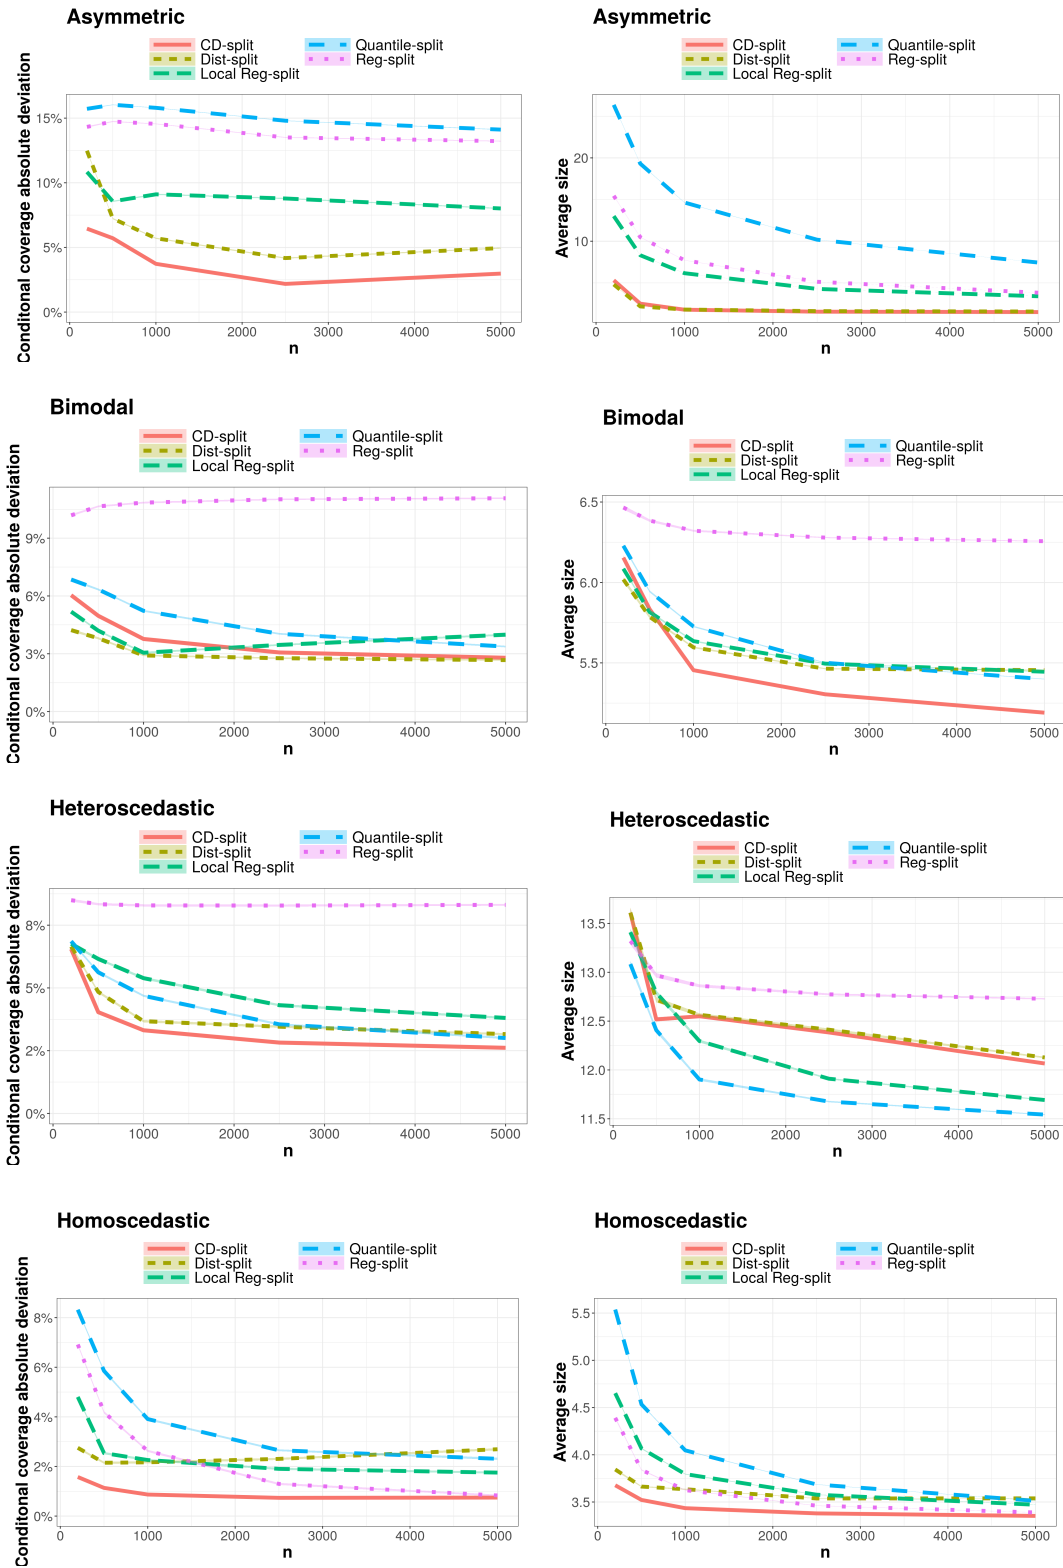 Asymmetric
CD-split
Quantile-split
Dist-split
Reg-split
Local Reg-split
Conditonal coverage absolute deviation
15%
10%
5%
0%
0
1000
2000
3000
4000
5000
n
Asymmetric
CD-split
Quantile-split
Dist-split
Reg-split
Local Reg-split
Average size
20
10
0
1000
2000
3000
4000
5000
n
Bimodal
CD-split
Quantile-split
Dist-split
Reg-split
Local Reg-split
Conditonal coverage absolute deviation
9%
6%
3%
0%
0
1000
2000
3000
4000
5000
n
Bimodal
CD-split
Quantile-split
Dist-split
Reg-split
Local Reg-split
Average size
6.5
6.0
5.5
0
1000
2000
3000
4000
5000
n
Heteroscedastic
CD-split
Quantile-split
Dist-split
Reg-split
Local Reg-split
Conditonal coverage absolute deviation
8%
5%
2%
0%
0
1000
2000
3000
4000
5000
n
Heteroscedastic
CD-split
Quantile-split
Dist-split
Reg-split
Local Reg-split
Average size
13.5
13.0
12.5
12.0
11.5
0
1000
2000
3000
4000
5000
n
Homoscedastic
CD-split
Quantile-split
Dist-split
Reg-split
Local Reg-split
Conditonal coverage absolute deviation
8%
6%
4%
2%
0%
0
1000
2000
3000
4000
5000
n
Homoscedastic
CD-split
Quantile-split
Dist-split
Reg-split
Local Reg-split
Average size
5.5
5.0
4.5
4.0
3.5
0
1000
2000
3000
4000
5000
n